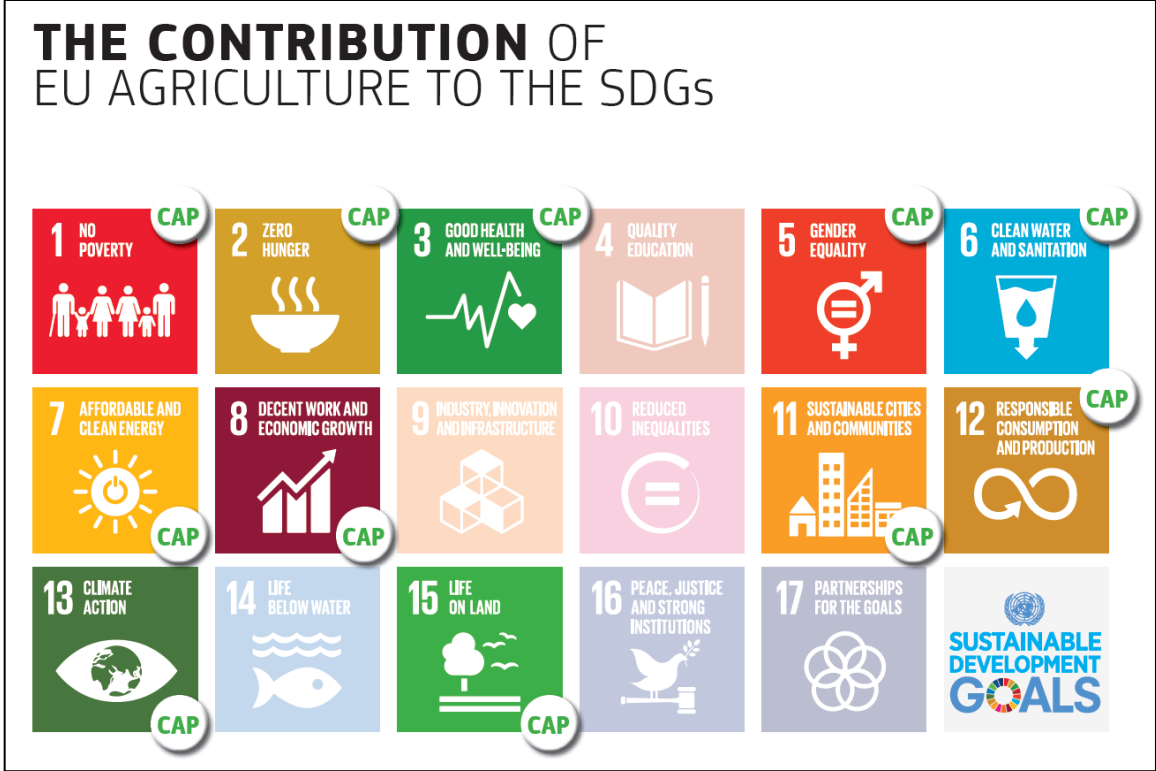 THE CONTRIBUTION OF
EU AGRICULTURE TO THE SDGs
CAP
1 NO
POVERTY
CAP
2 ZERO
HUNGER
CAP
3 GOOD HEALTH
AND WELL-BEING
4 QUALITY
EDUCATION
CAP
5 GENDER
EQUALITY
CAP
6 CLEAN WATER
AND SANITATION
7 AFFORDABLE AND
CLEAN ENERGY
CAP
8 DECENT WORK AND
ECONOMIC GROWTH
CAP
9 INDUSTRY, INNOVATION
AND INFRASTRUCTURE
10 REDUCED
INEQUALITIES
11 SUSTAINABLE CITIES
AND COMMUNITIES
CAP
CAP
12 RESPONSIBLE
CONSUMPTION
AND PRODUCTION
13 CLIMATE
ACTION
CAP
14 LIFE
BELOW WATER
15 LIFE
ON LAND
CAP
16 PEACE, JUSTICE
AND STRONG
INSTITUTIONS
17 PARTNERSHIPS
FOR THE GOALS
SUSTAINABLE
DEVELOPMENT
GOALS